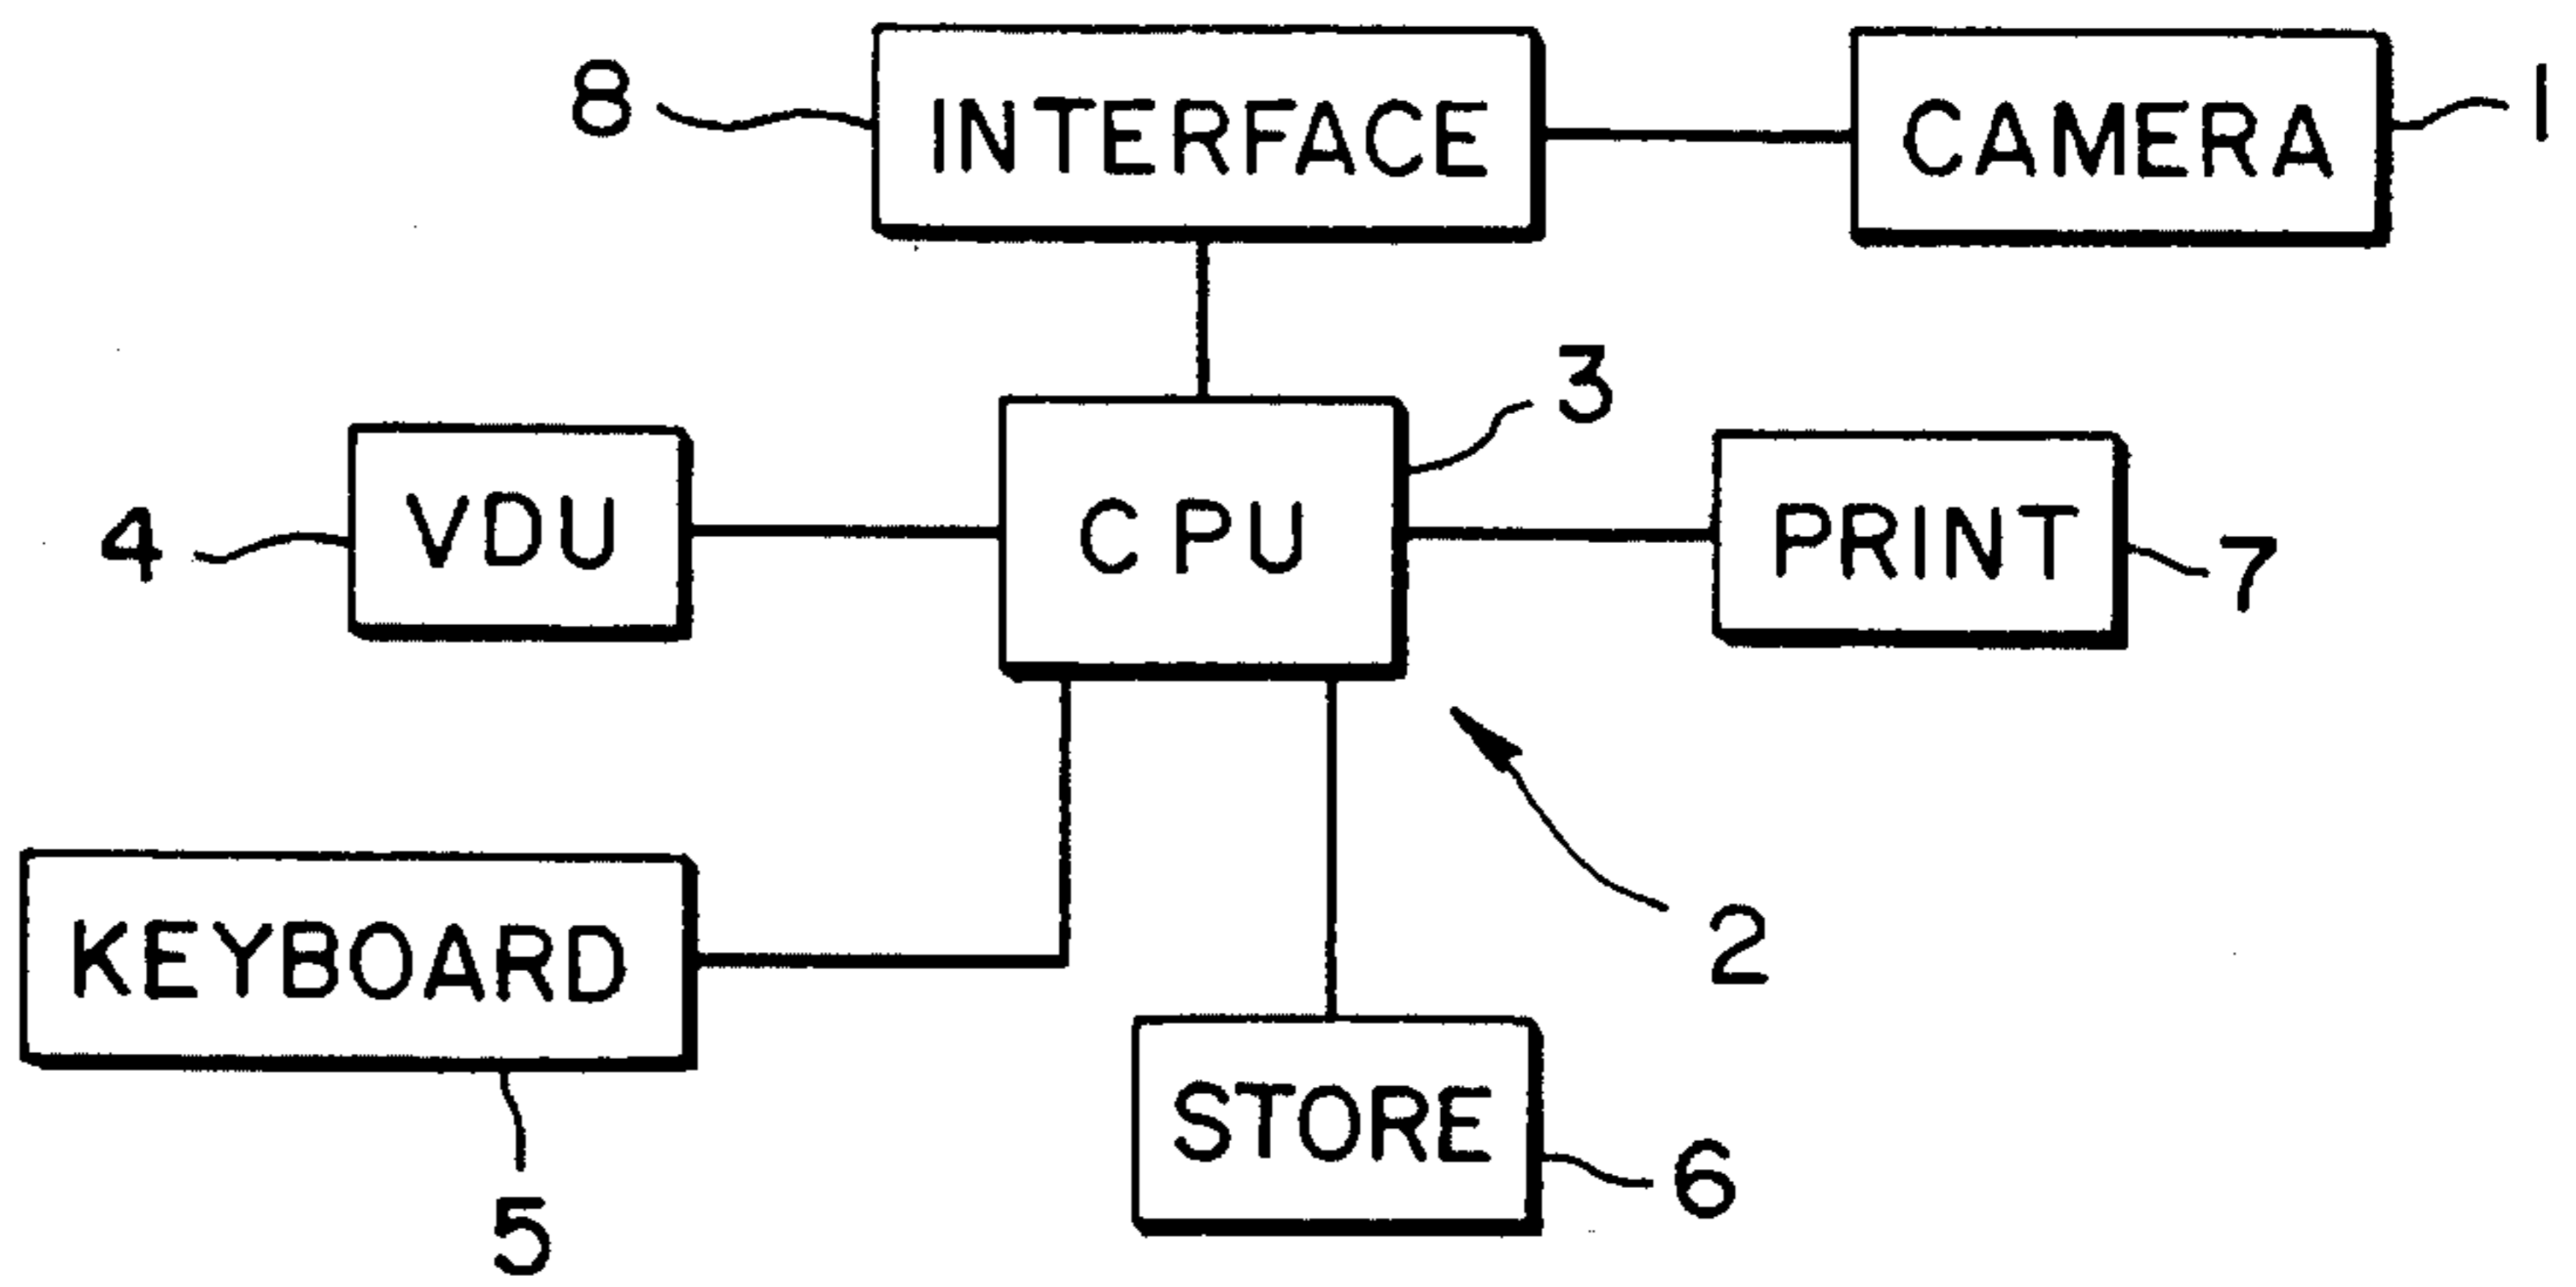 8 INTERFACE CAMERA 1
3
4 VDU CPU PRINT 7
2
KEYBOARD
STORE 6
5